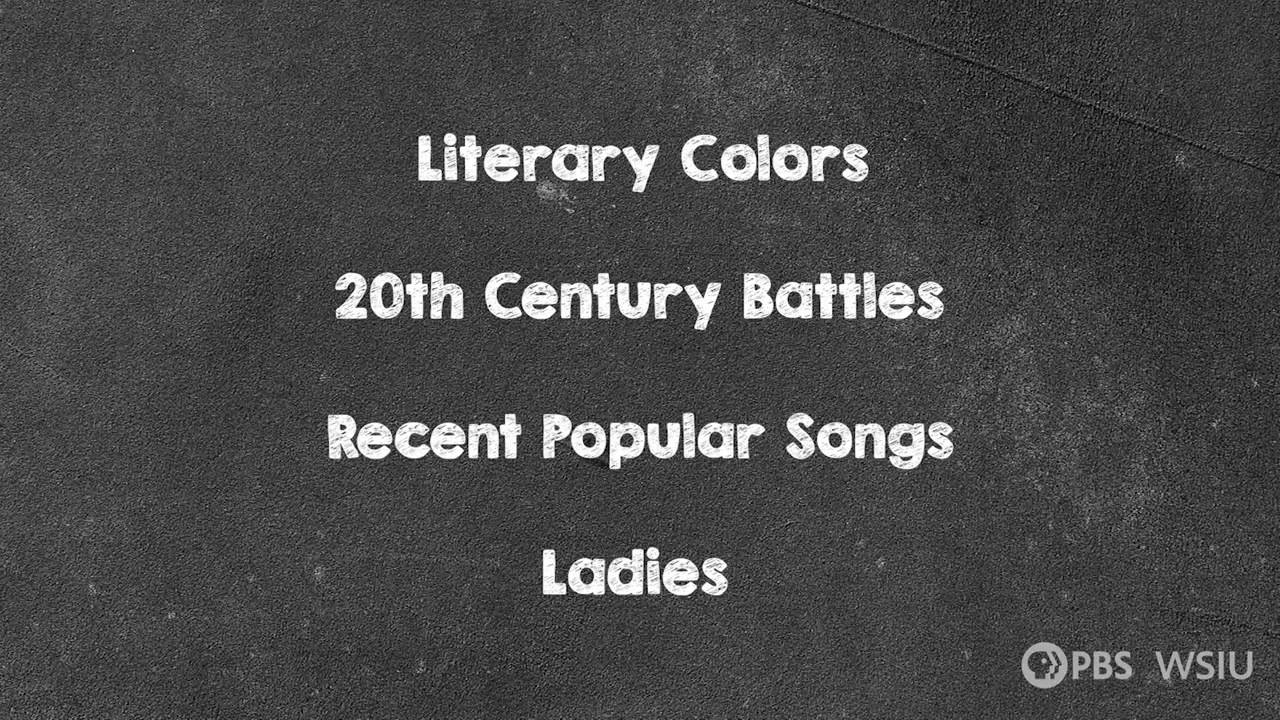 Literary Colors
20th Century Battles
Recent Popular Songs
Ladies
PBS WSIU